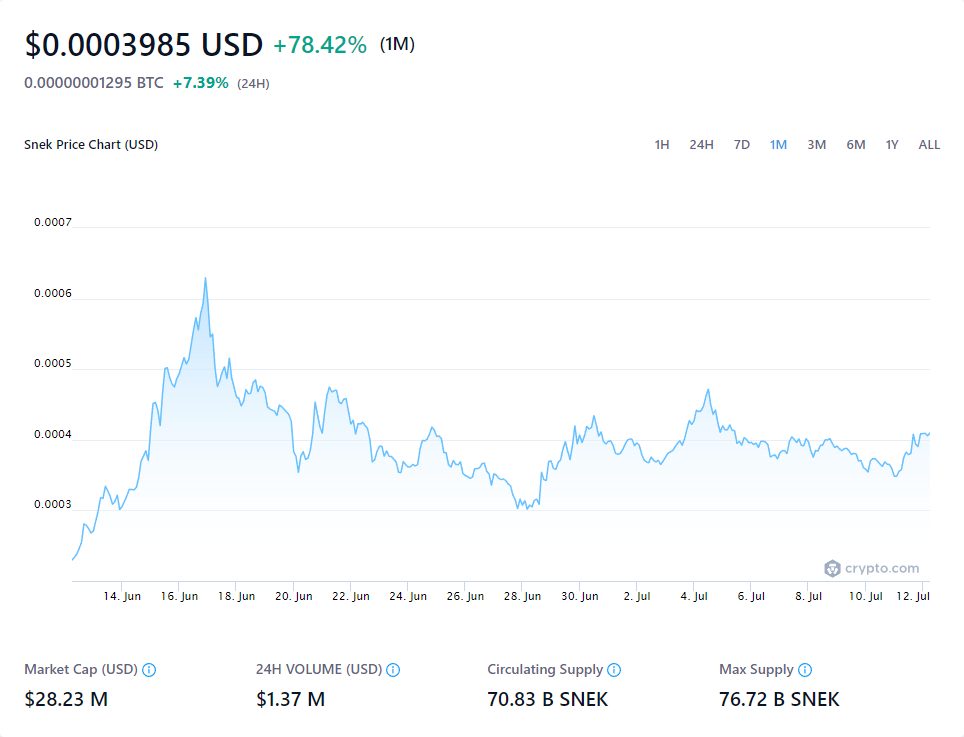 $0.0003985 USD +78.42% (1M)
0.00000001295 BTC +7.39% (24H)
Snek Price Chart (USD) 1H 24H 7D 1M 3M 6M 1Y ALL
0.0007
0.0006
0.0005
0.0004
0.0003
crypto.com
14. Jun 16. Jun 18. Jun 20. Jun 22. Jun 24. Jun 26. Jun 28. Jun 30. Jun 2. Jul 4. Jul 6. Jul 8. Jul 10. Jul 12. Jul
Market Cap (USD) 24H VOLUME (USD) Circulating Supply Max Supply
$28.23 M $1.37 M 70.83 B SNEK 76.72 B SNEK